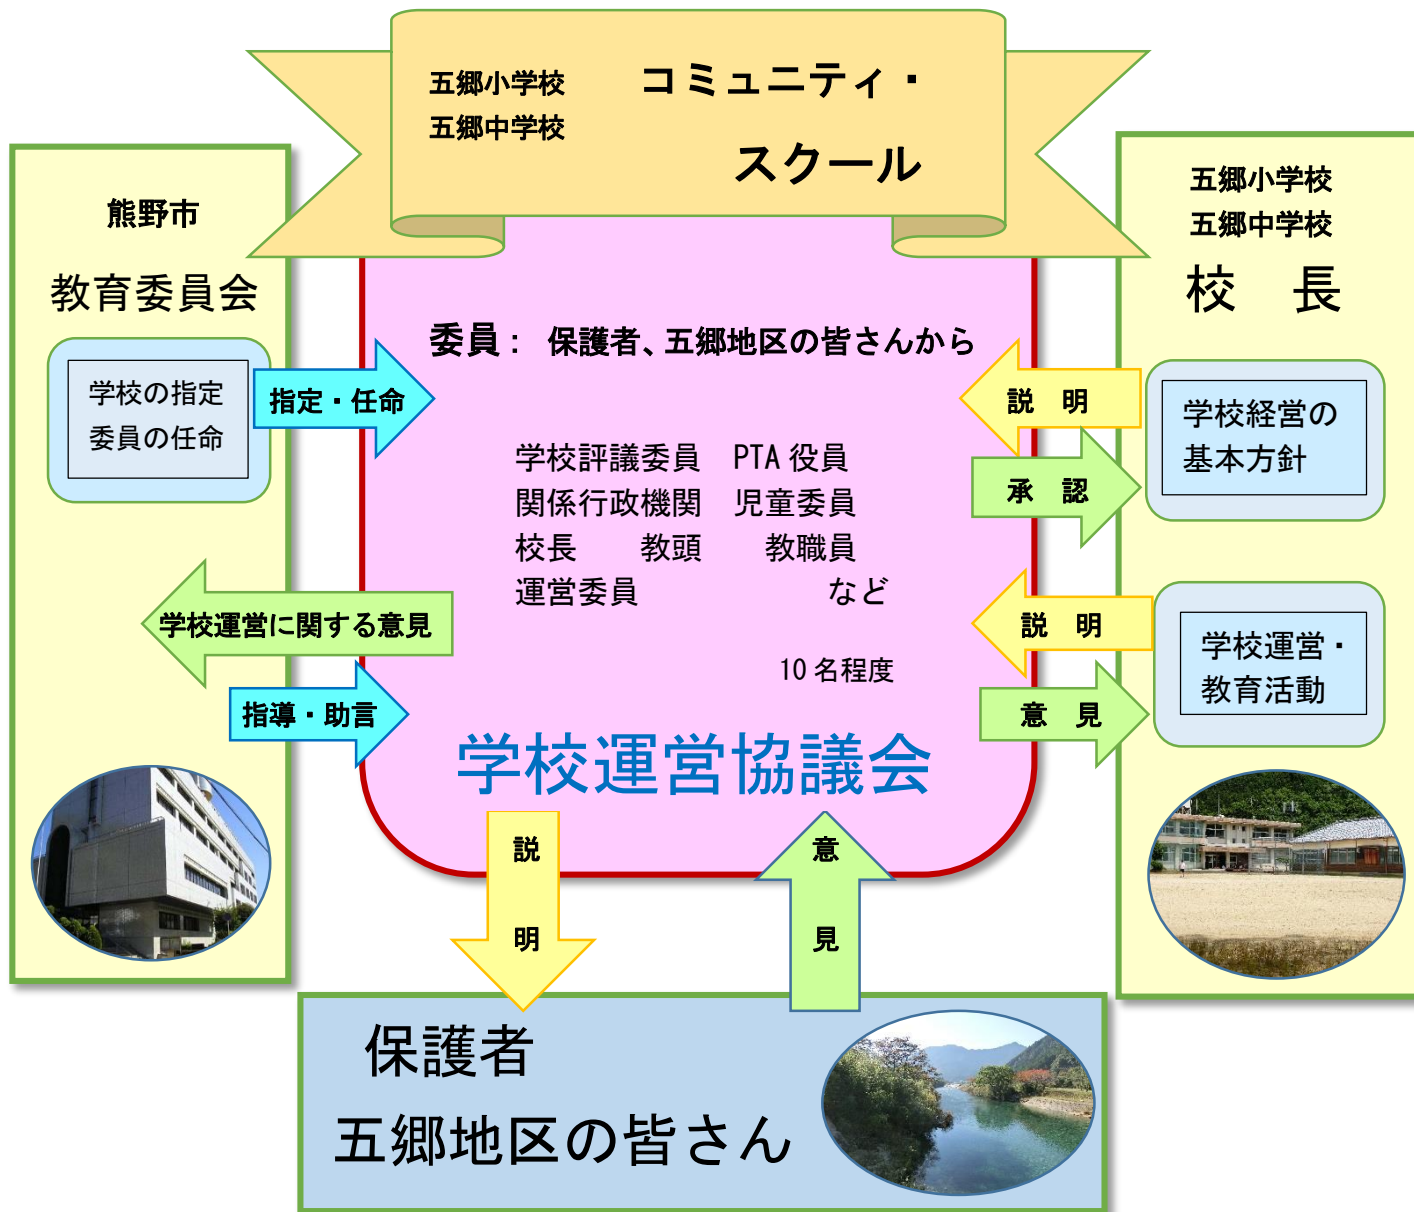 五郷小学校
五郷中学校
コミュニティ・
スクール
熊野市
教育委員会
学校の指定
委員の任命
指定・任命
学校運営に関する意見
指導・助言
委員： 保護者、五郷地区の皆さんから
学校評議委員 PTA 役員
関係行政機関 児童委員
校長 教頭 教職員
運営委員 など
10 名程度
学校運営協議会
五郷小学校
五郷中学校
校 長
説 明
学校経営の
基本方針
承 認
説 明
学校運営・
教育活動
意 見
説
明
意
見
保護者
五郷地区の皆さん